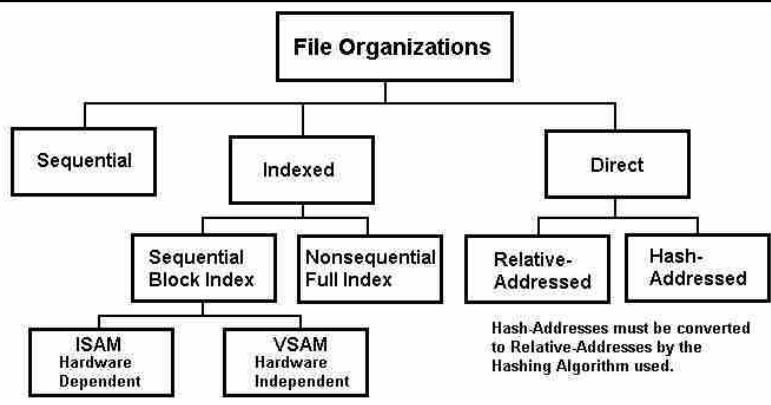 File Organizations
Sequential
Indexed
Direct
Sequential
Block Index
Nonsequential
Full Index
Relative-
Addressed
Hash-
Addressed
ISAM
Hardware
Dependent
VSAM
Hardware
Independent
Hash-Addresses must be converted
to Relative-Addresses by the
Hashing Algorithm used.